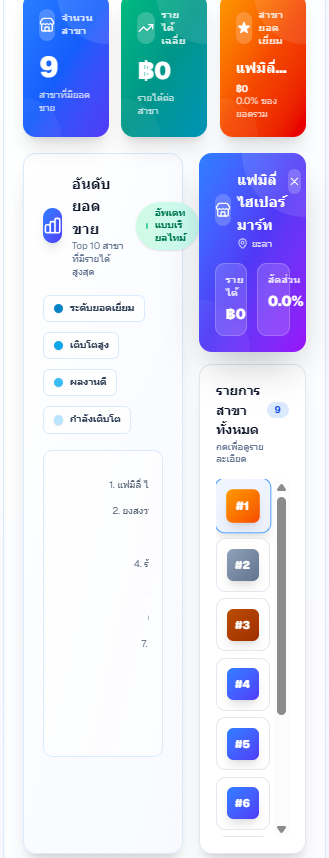 จำนวน
สาขา
9
สาขาที่มียอด
ขาย
ราย
ได้
เฉลี่ย
฿0
รายได้ต่อ
สาขา
สาขา
ยอด
เยี่ยม
แฟมิลี่...
฿0
0.0% ของ
ยอดรวม
อันดับ
ยอด
ขาย
Top 10 สาขา
ที่มีรายได้
สูงสุด
อัพเดท
แบบเรี
ยลไทม์
ระดับยอดเยี่ยม
เติบโตสูง
ผลงานดี
กำลังเติบโต
1. แฟมิลี่ ไ
2. ยงสงว
4. รั
7.
แฟมิลี่
ไฮเปอร์
มาร์ท
ยะลา
ราย
ได้
฿0
สัดส่วน
0.0%
รายการ
สาขา
ทั้งหมด
9
กดเพื่อดูราย
ละเอียด
#1
#2
#3
#4
#5
#6